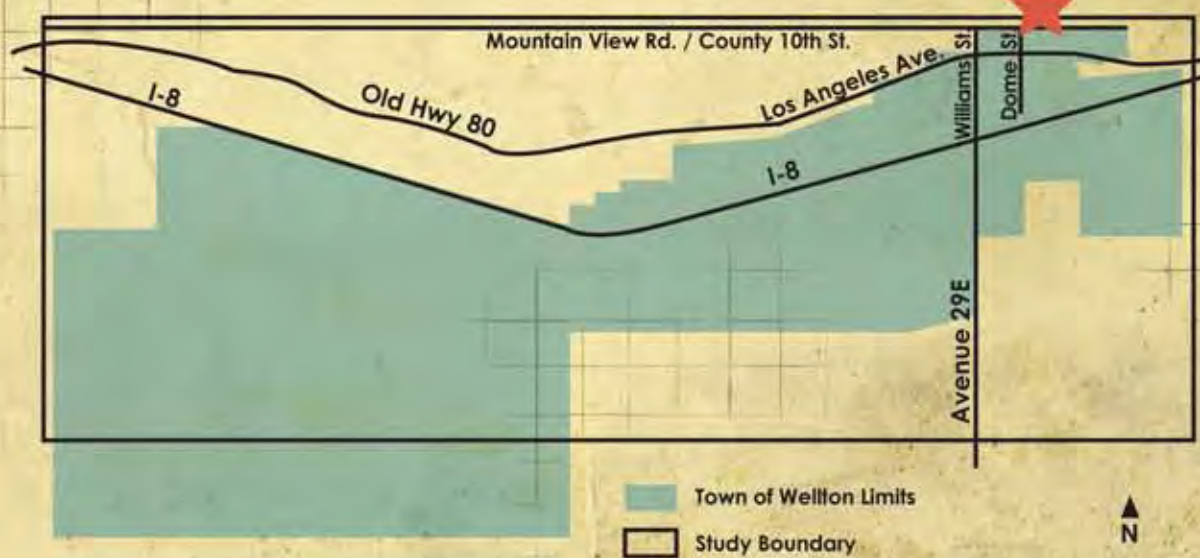 Mountain View Rd. / County 10th St.
Williams St.
Dome St
Los Angeles Ave.
Old Hwy 80
I-8
I-8
Avenue 29E
Town of Wellton Limits
Study Boundary
N